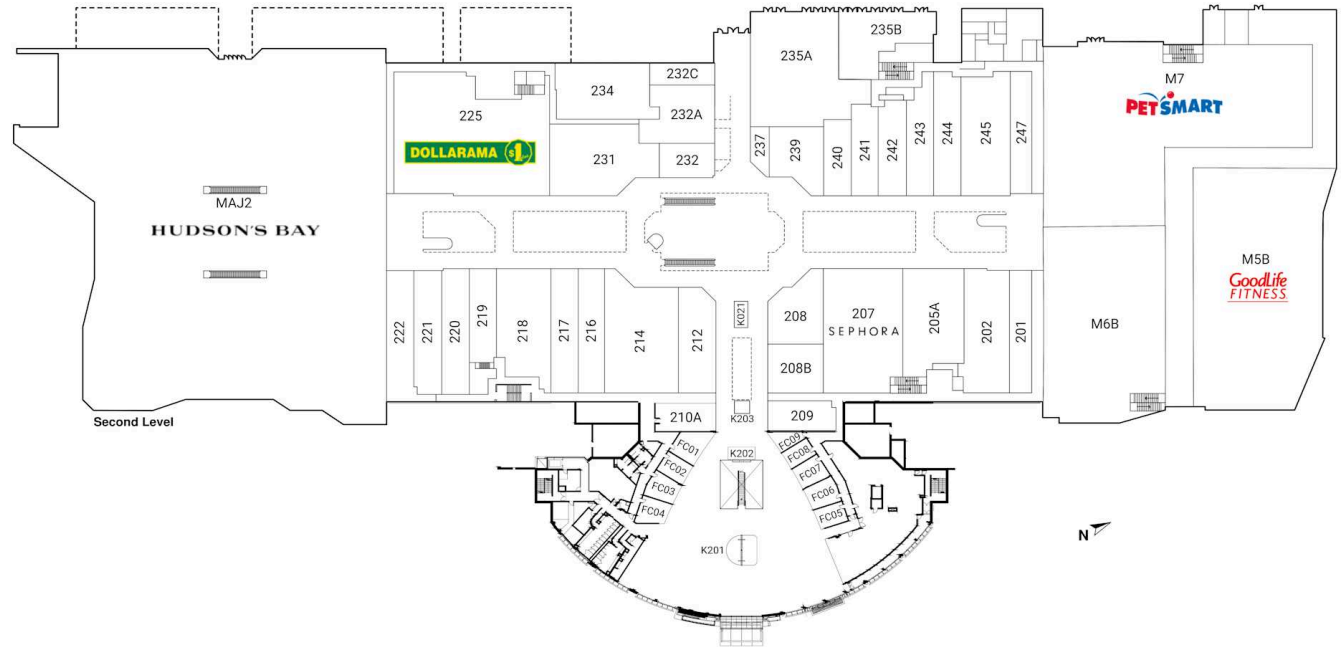 235B
235A
232C
234
M7
PETSMART
225
232A
DOLLARAMA $1
231
232
237
239
240
241
242
243
244
245
247
MAJ2
HUDSON'S BAY
M5B
GoodLife
FITNESS
222
221
220
219
218
217
216
214
212
K021
208
207
SEPHORA
205A
202
201
M6B
208B
Second Level
210A
K203
209
FC01
FC02
FC03
FC04
K202
FC09
FC08
FC07
FC06
FC05
K201
N